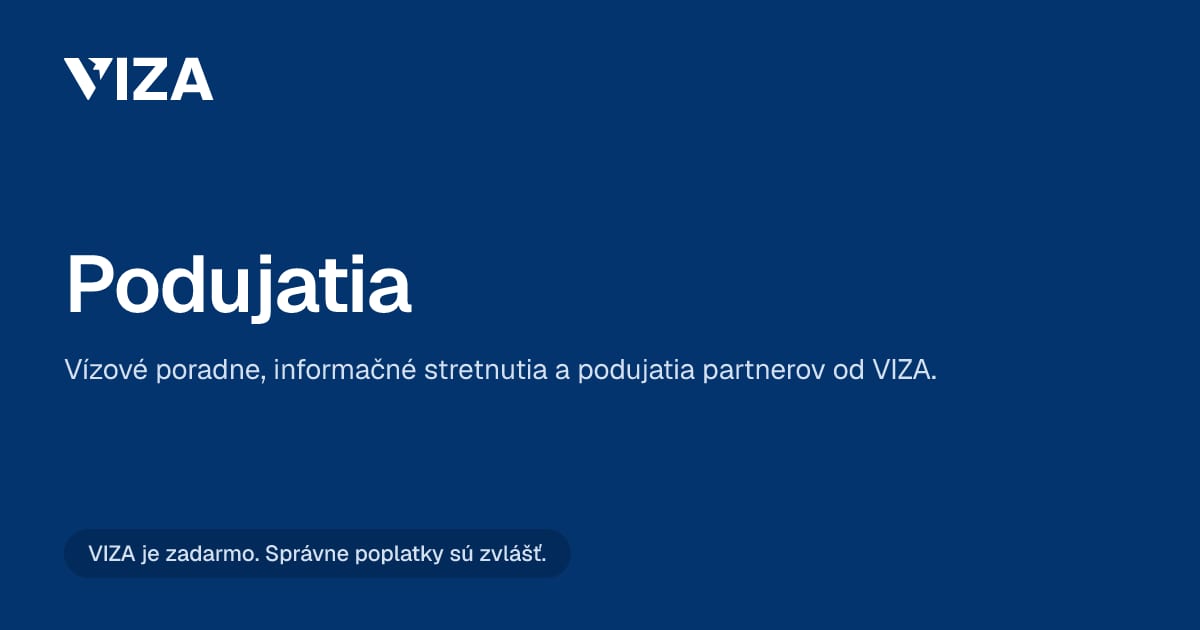 VIZA
Podujatia
Vízové poradne, informačné stretnutia a podujatia partnerov od VIZA.
VIZA je zadarmo. Správne poplatky sú zvlášť.